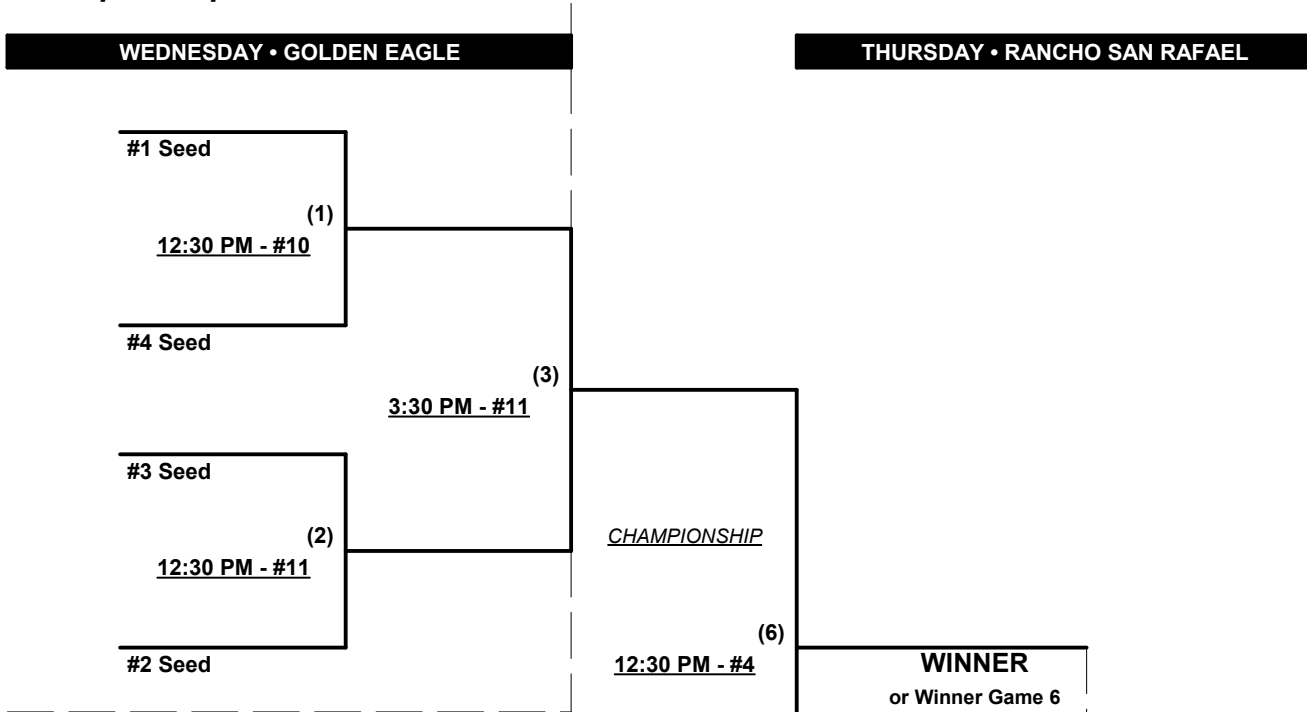 WEDNESDAY • GOLDEN EAGLE
THURSDAY • RANCHO SAN RAFAEL
#1 Seed
(1)
12:30 PM - #10
#4 Seed
(3)
3:30 PM - #11
#3 Seed
(2)
12:30 PM - #11
CHAMPIONSHIP
#2 Seed
(6)
12:30 PM - #4
WINNER
or Winner Game 6